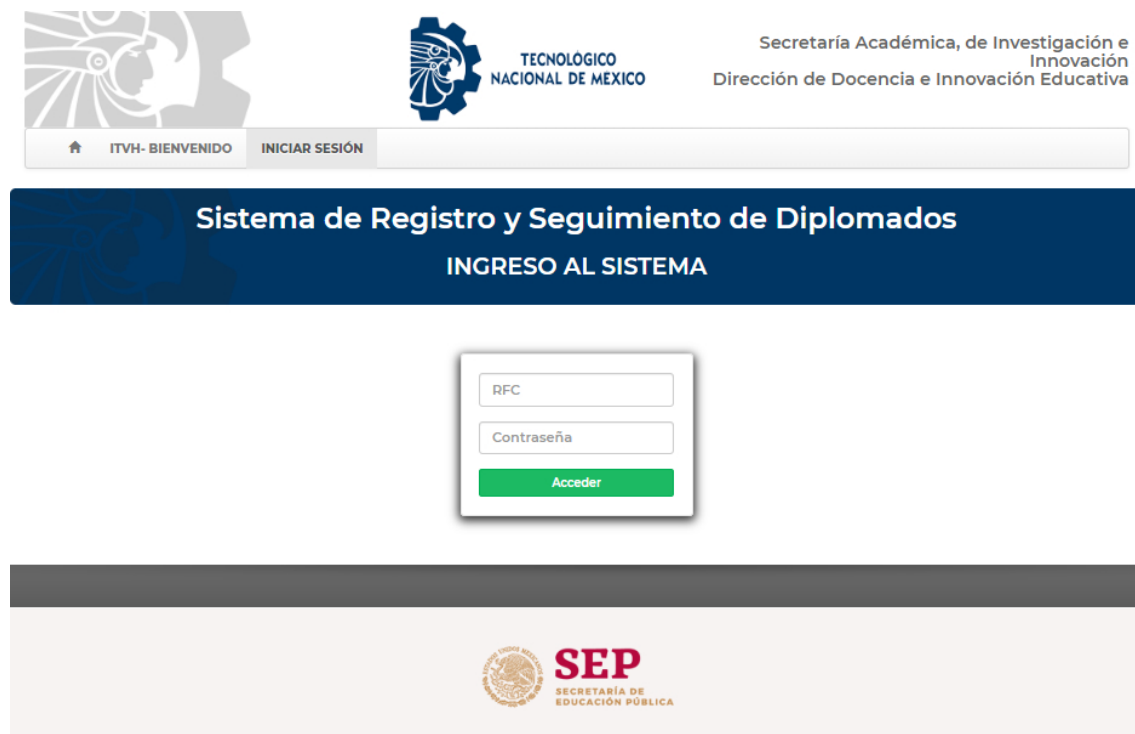 TECNOLÓGICO
NACIONAL DE MÉXICO
Secretaría Académica, de Investigación e
Innovación
Dirección de Docencia e Innovación Educativa
ITVH- BIENVENIDO
INICIAR SESIÓN
Sistema de Registro y Seguimiento de Diplomados
INGRESO AL SISTEMA
RFC
Contraseña
Acceder
SEP
SECRETARÍA DE
EDUCACIÓN PÚBLICA